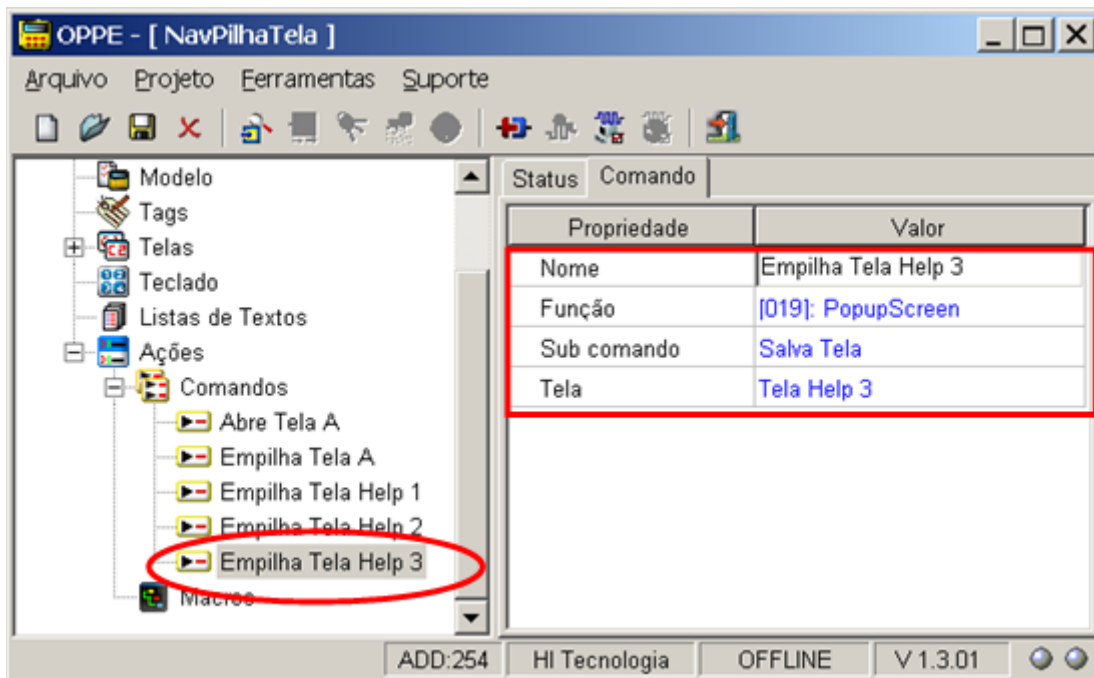 OPPE - [ NavPilhaTela ]
Arquivo Projeto Ferramentas Suporte
Modelo
Tags
Telas
Teclado
Listas de Textos
Ações
Comandos
Abre Tela A
Empilha Tela A
Empilha Tela Help 1
Empilha Tela Help 2
Empilha Tela Help 3
Macros
Status Comando
Propriedade Valor
Nome Empilha Tela Help 3
Função [019]: PopupScreen
Sub comando Salva Tela
Tela Tela Help 3
ADD:254 HI Tecnologia OFFLINE V 1.3.01